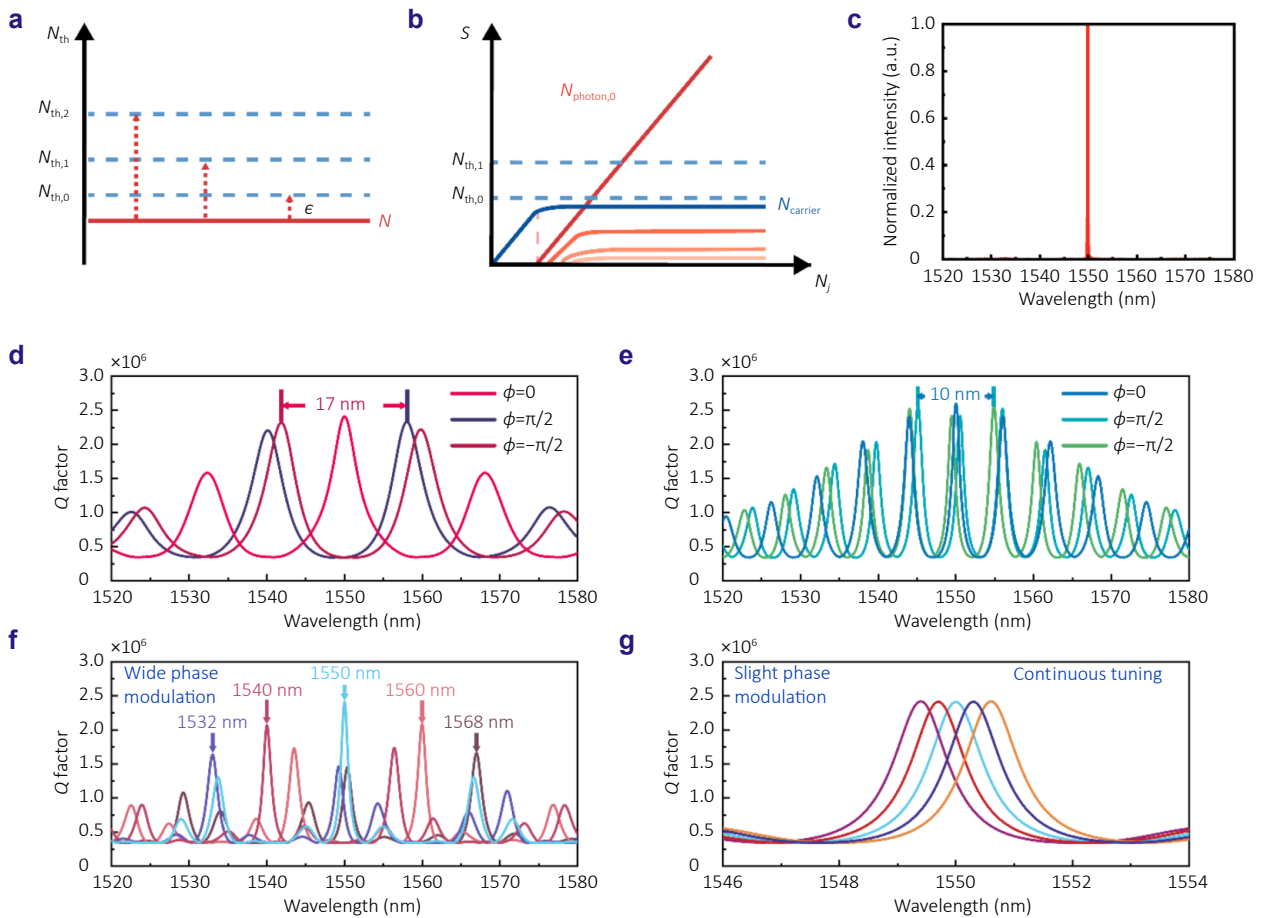 a
N_th
N_th,2
N_th,1
N_th,0
ϵ
N
b
S
N_photon,0
N_th,1
N_th,0
N_carrier
N_j
c
Normalized intensity (a.u.)
1.0
0.8
0.6
0.4
0.2
0
1520 1530 1540 1550 1560 1570 1580
Wavelength (nm)
d
×10⁶
3.0
2.5
2.0
1.5
1.0
0.5
0
Q factor
17 nm
ϕ=0
ϕ=π/2
ϕ=−π/2
1520 1530 1540 1550 1560 1570 1580
Wavelength (nm)
e
×10⁶
3.0
2.5
2.0
1.5
1.0
0.5
0
Q factor
10 nm
ϕ=0
ϕ=π/2
ϕ=−π/2
1520 1530 1540 1550 1560 1570 1580
Wavelength (nm)
f
×10⁶
3.0
2.5
2.0
1.5
1.0
0.5
0
Q factor
Wide phase
modulation
1532 nm
1540 nm
1550 nm
1560 nm
1568 nm
1520 1530 1540 1550 1560 1570 1580
Wavelength (nm)
g
×10⁶
3.0
2.5
2.0
1.5
1.0
0.5
0
Q factor
Slight phase
modulation
Continuous tuning
1546 1548 1550 1552 1554
Wavelength (nm)